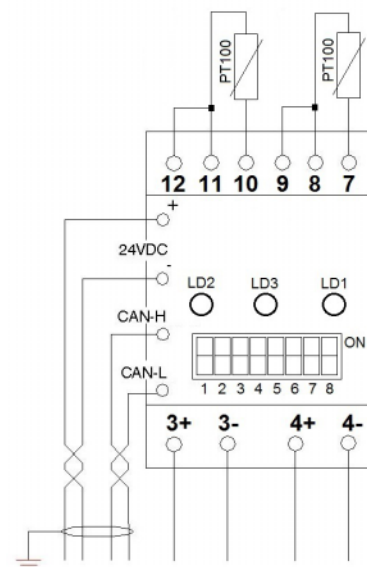 PT100 PT100
12 11 10 9 8 7
+
24VDC
-
LD2 LD3 LD1
CAN-H
ON
CAN-L
1 2 3 4 5 6 7 8
3+ 3- 4+ 4-